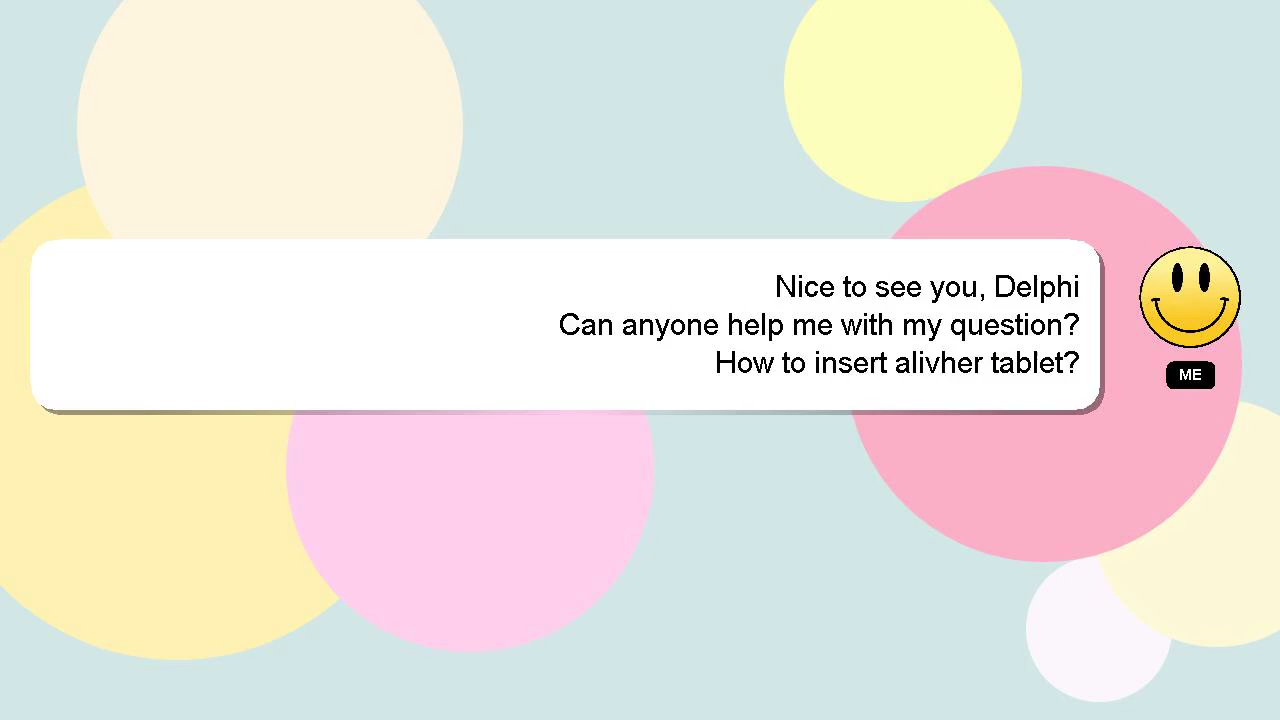 Nice to see you, Delphi
Can anyone help me with my question?
How to insert alivher tablet?
ME